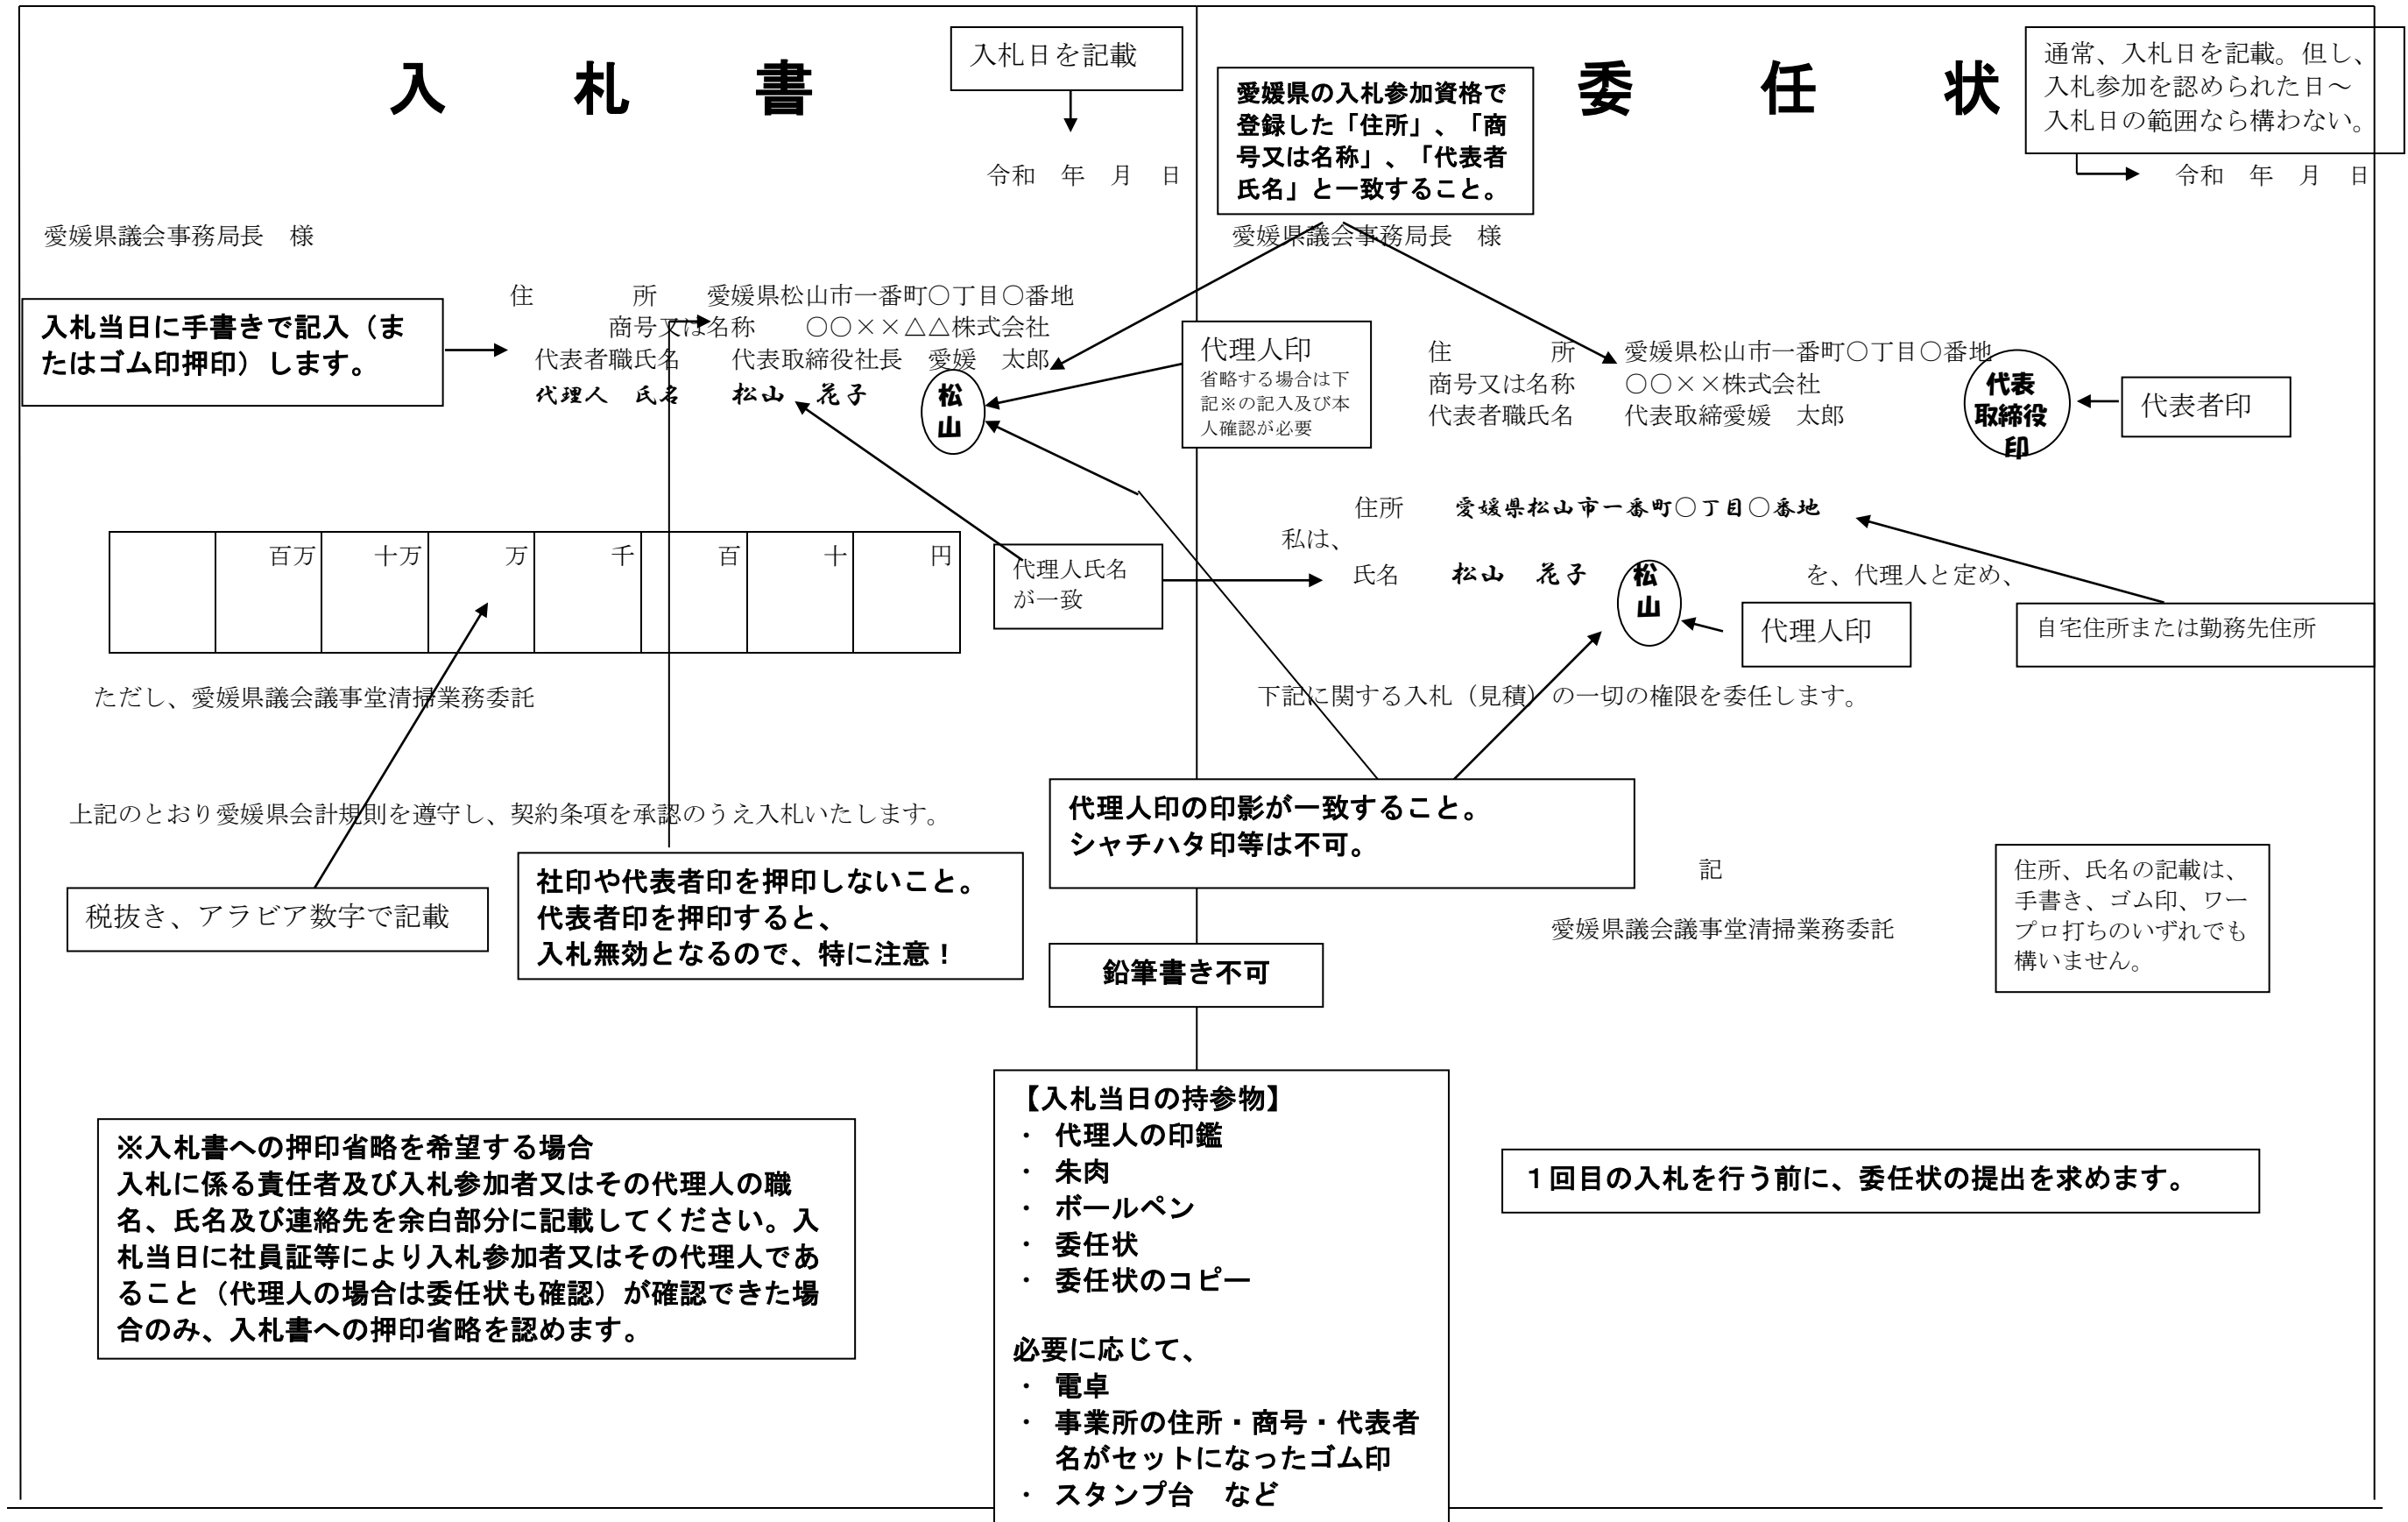 入　札　書
入札日を記載
令和　年　月　日
愛媛県議会事務局長　様
住　　　　所　　愛媛県松山市一番町○丁目○番地
商号又は名称　　○○××△△株式会社
代表者職氏名　　代表取締役社長　愛媛　太郎
代理人　氏名　　松山　花子
松
山
入札当日に手書きで記入（ま
たはゴム印押印）します。
代理人印
省略する場合は下
記※の記入及び本
人確認が必要
百万　十万　万　千　百　十　円
代理人氏名
が一致
ただし、愛媛県議会議事堂清掃業務委託
上記のとおり愛媛県会計規則を遵守し、契約条項を承認のうえ入札いたします。
税抜き、アラビア数字で記載
社印や代表者印を押印しないこと。
代表者印を押印すると、
入札無効となるので、特に注意！
※入札書への押印省略を希望する場合
入札に係る責任者及び入札参加者又はその代理人の職
名、氏名及び連絡先を余白部分に記載してください。入
札当日に社員証等により入札参加者又はその代理人であ
ること（代理人の場合は委任状も確認）が確認できた場
合のみ、入札書への押印省略を認めます。
愛媛県の入札参加資格で
登録した「住所」、「商
号又は名称」、「代表者
氏名」と一致すること。
委　任　状
通常、入札日を記載。但し、
入札参加を認められた日～
入札日の範囲なら構わない。
令和　年　月　日
愛媛県議会事務局長　様
住　　　　所　　愛媛県松山市一番町○丁目○番地
商号又は名称　　○○××株式会社
代表者職氏名　　代表取締愛媛　太郎
代表
取締役
印
代表者印
住所　　愛媛県松山市一番町○丁目○番地
私は、
氏名　　松山　花子
松
山
を、代理人と定め、
代理人印
自宅住所または勤務先住所
下記に関する入札（見積）の一切の権限を委任します。
代理人印の印影が一致すること。
シャチハタ印等は不可。
記
愛媛県議会議事堂清掃業務委託
住所、氏名の記載は、
手書き、ゴム印、ワー
プロ打ちのいずれでも
構いません。
鉛筆書き不可
【入札当日の持参物】
・ 代理人の印鑑
・ 朱肉
・ ボールペン
・ 委任状
・ 委任状のコピー
必要に応じて、
・ 電卓
・ 事業所の住所・商号・代表者
名がセットになったゴム印
・ スタンプ台　など
１回目の入札を行う前に、委任状の提出を求めます。